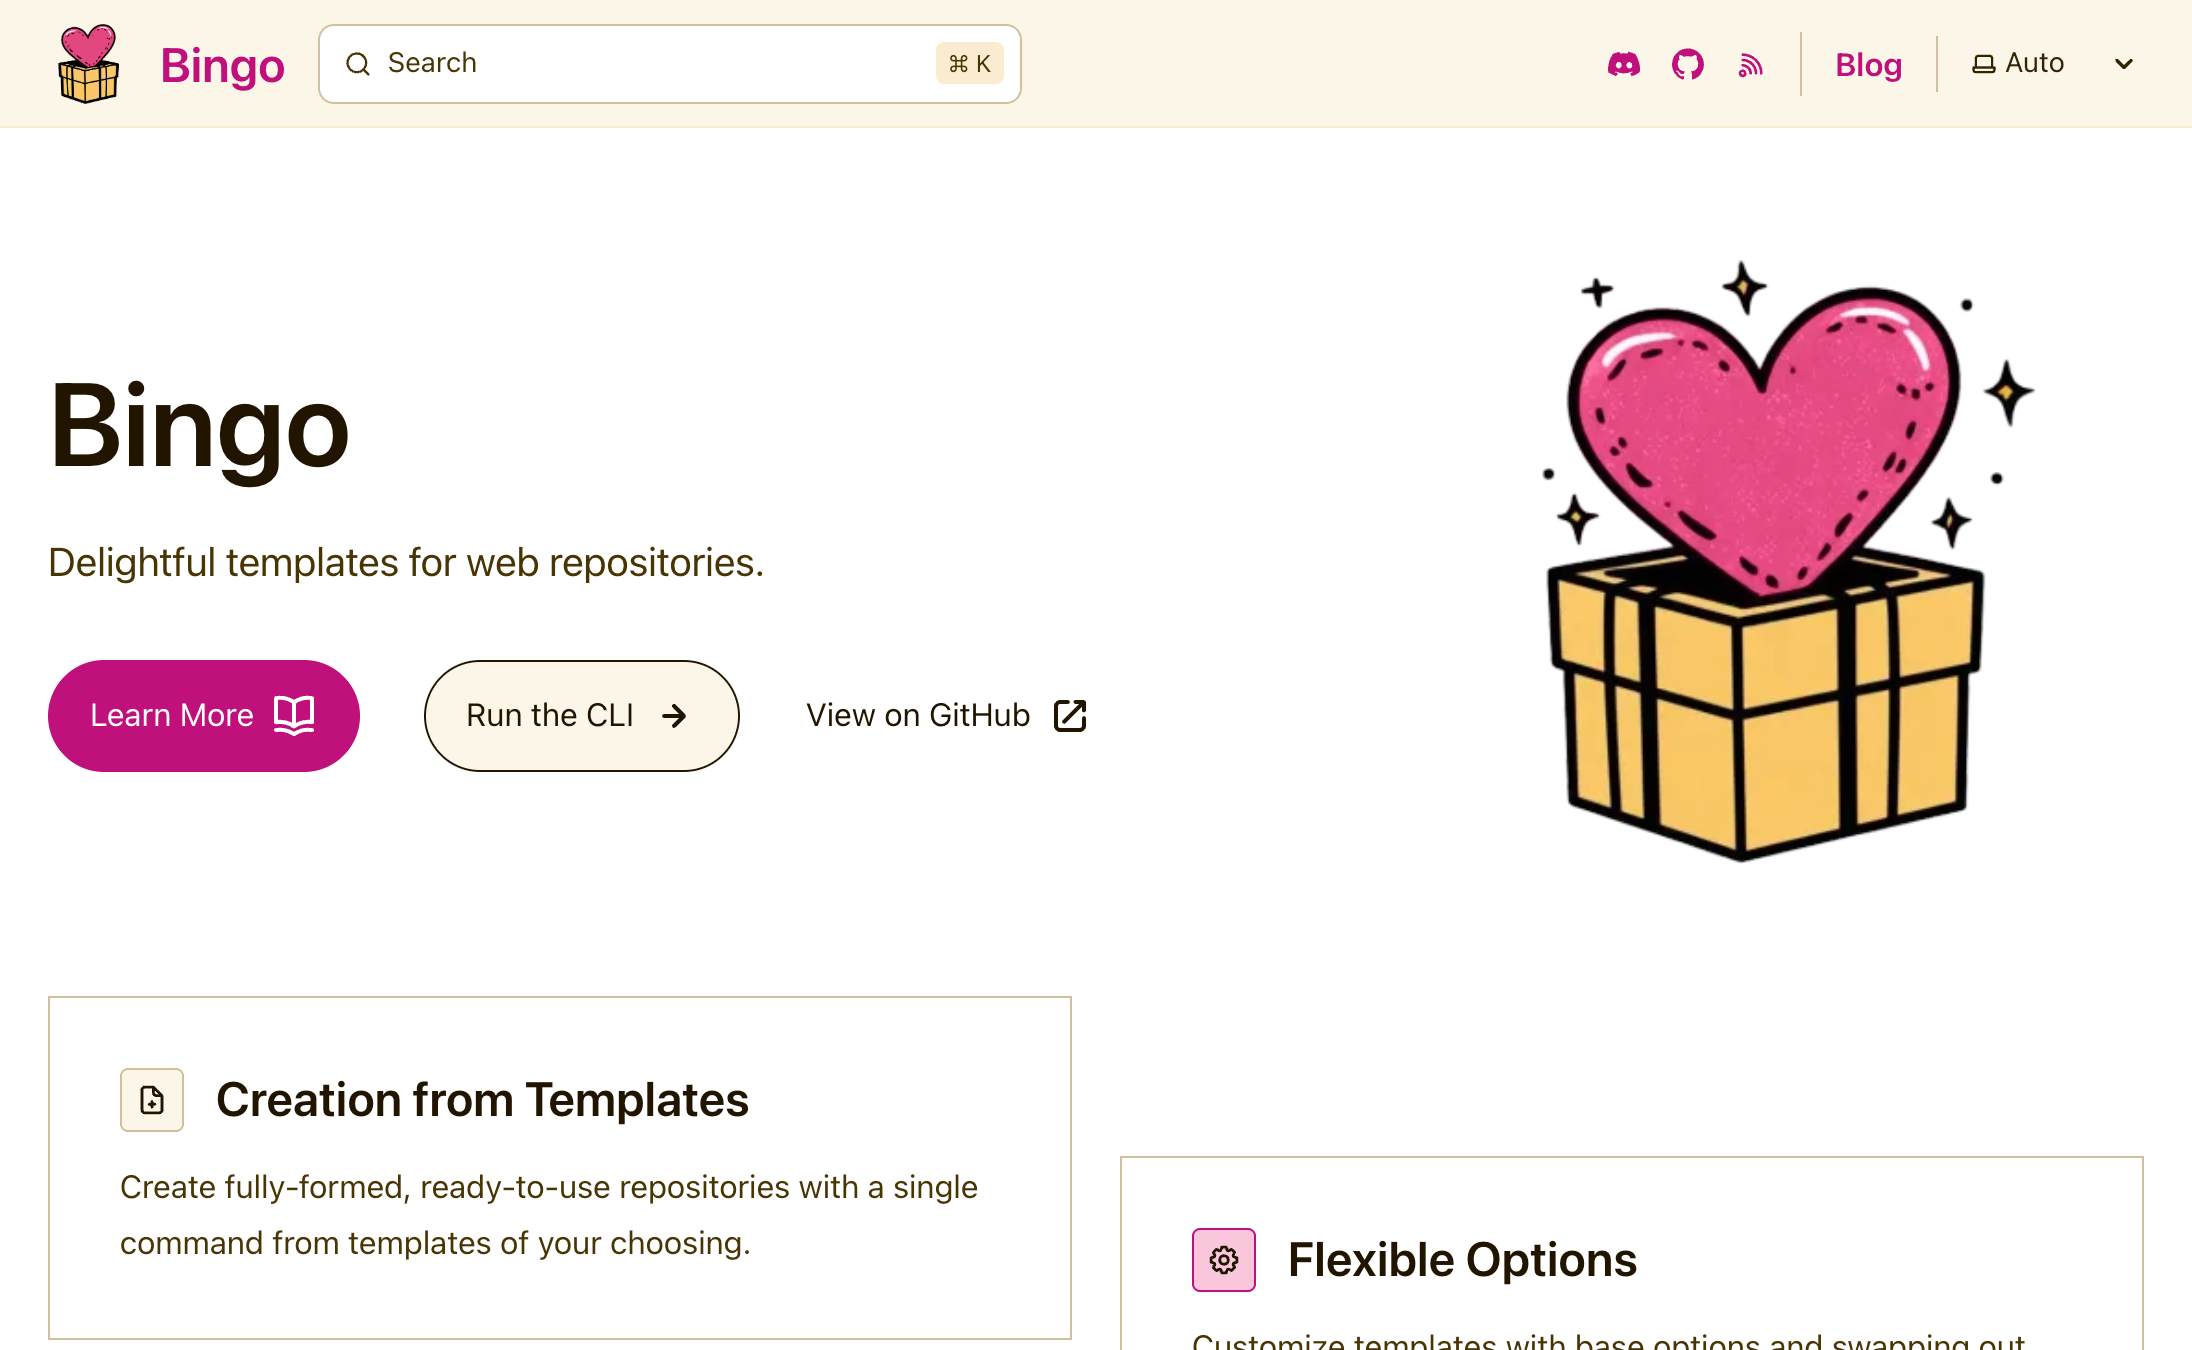 Bingo
Search
⌘ K
Blog
Auto
Bingo
Delightful templates for web repositories.
Learn More
Run the CLI
View on GitHub
Creation from Templates
Create fully-formed, ready-to-use repositories with a single
command from templates of your choosing.
Flexible Options
Customize templates with base options and swapping out